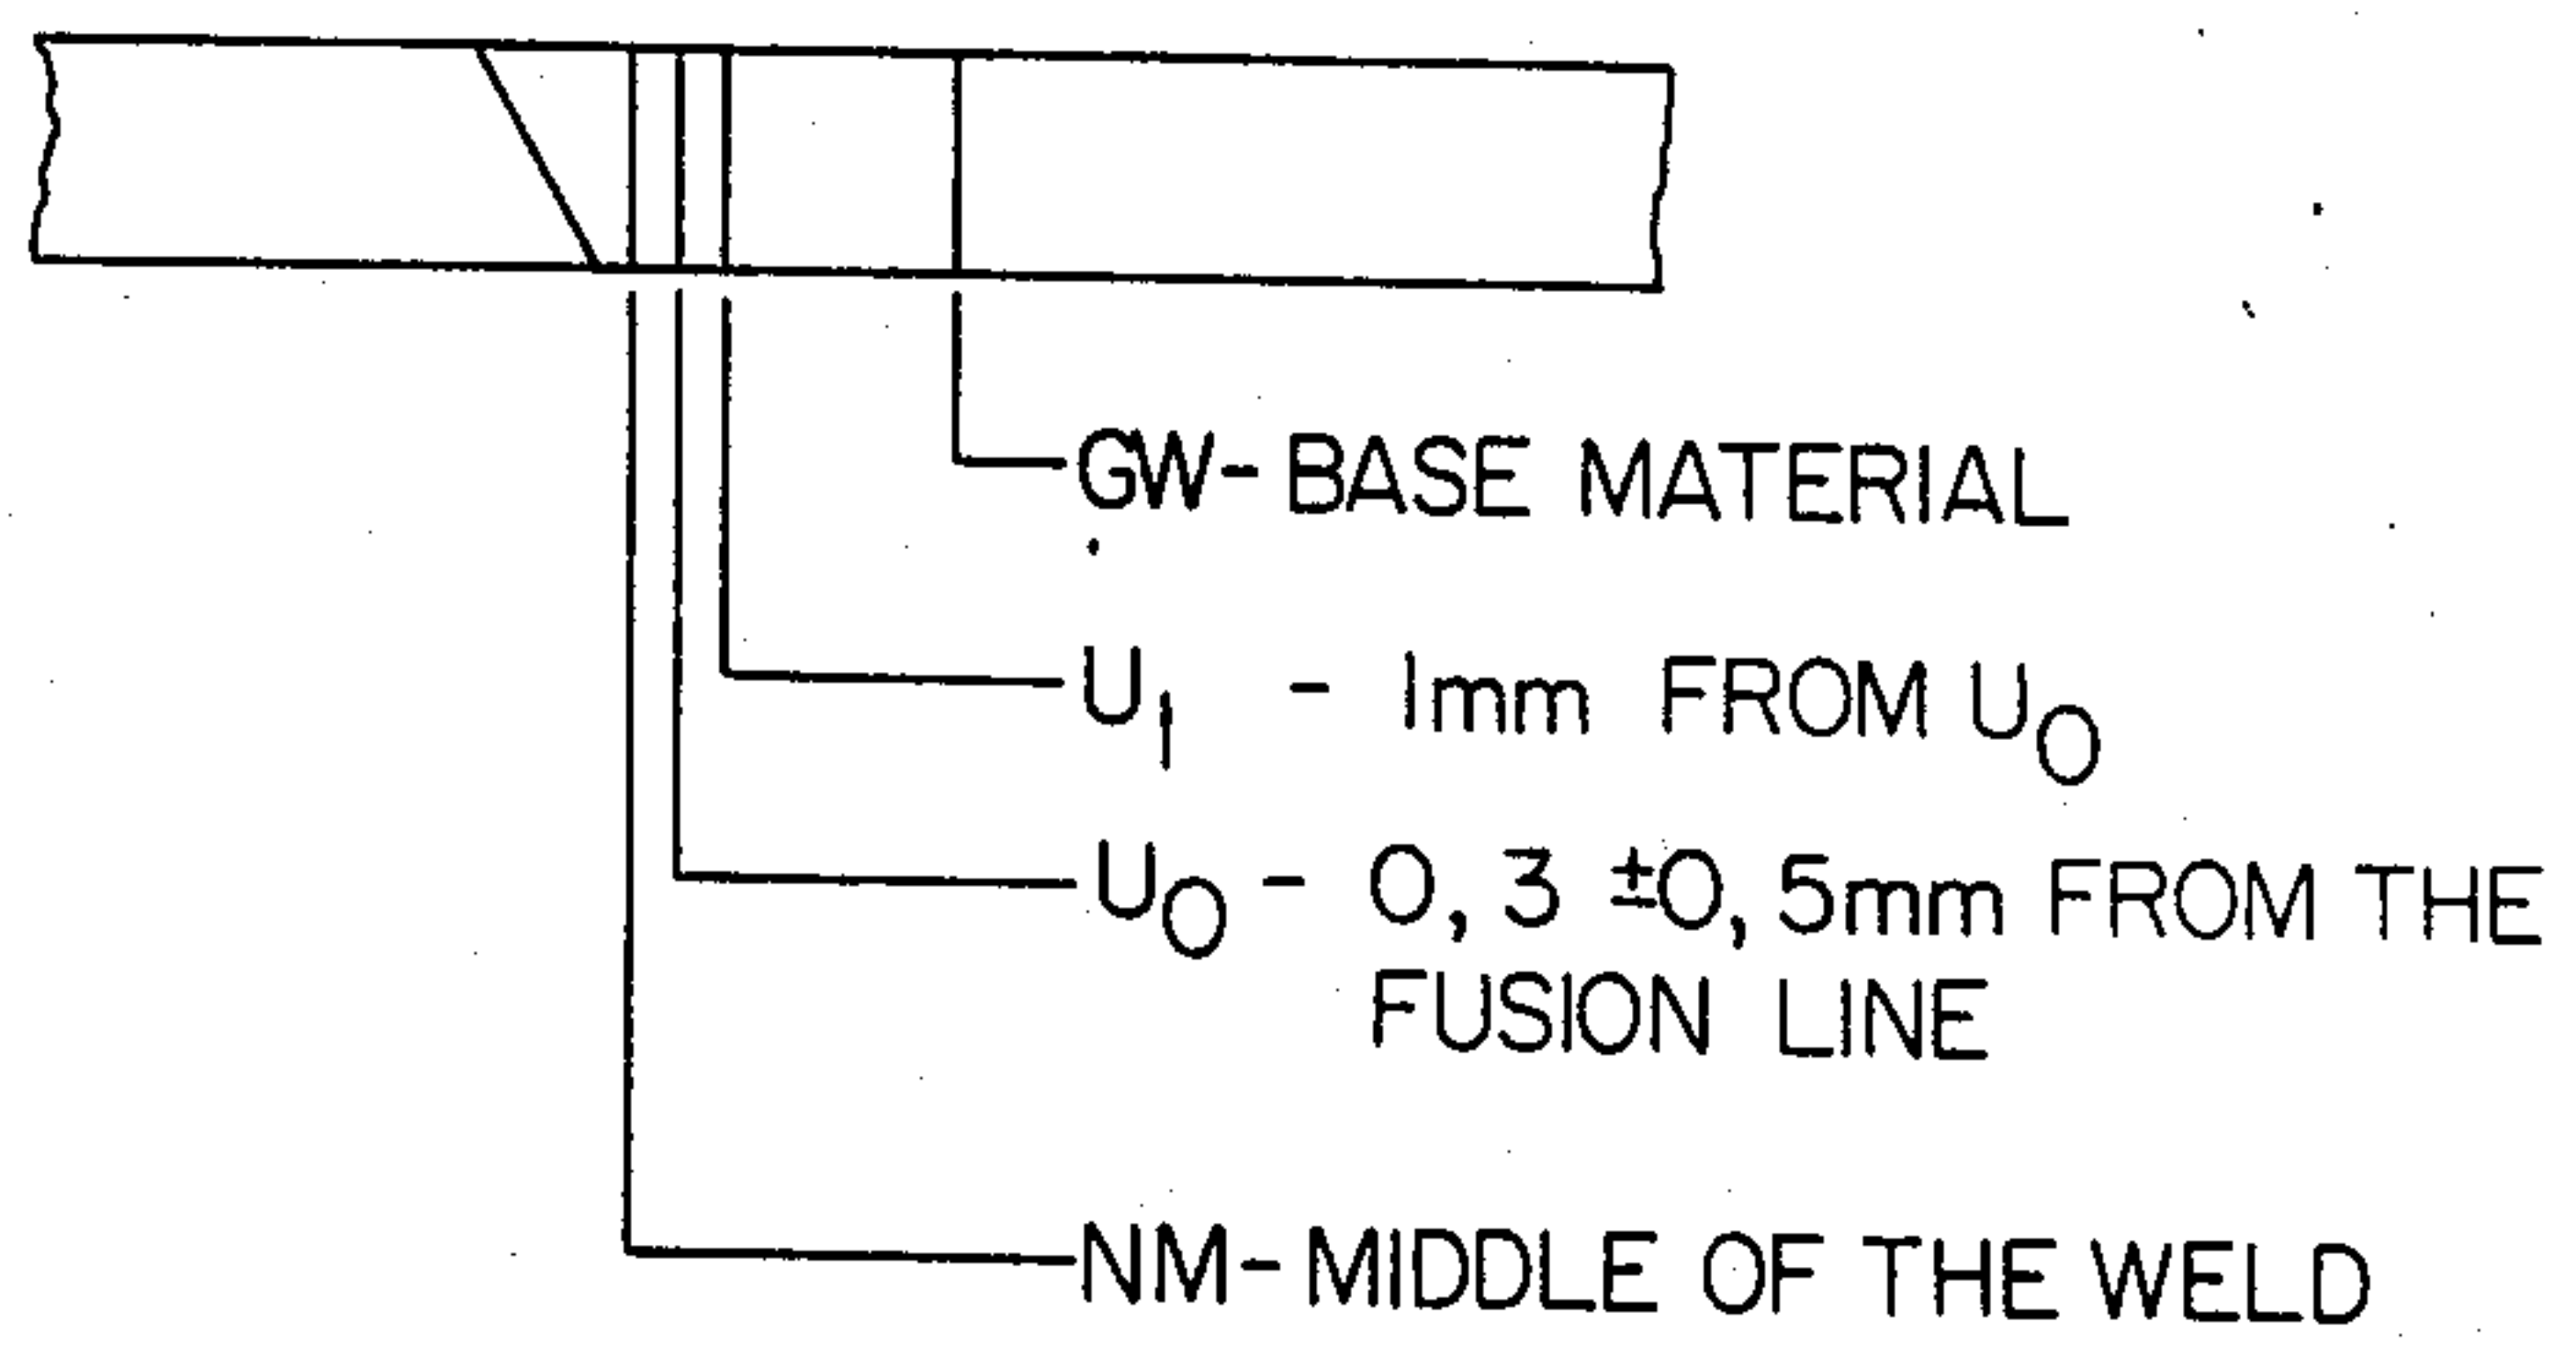 GW- BASE MATERIAL
U₁ - 1mm FROM U₀
U₀ - 0, 3 ±0, 5mm FROM THE
FUSION LINE
NM- MIDDLE OF THE WELD